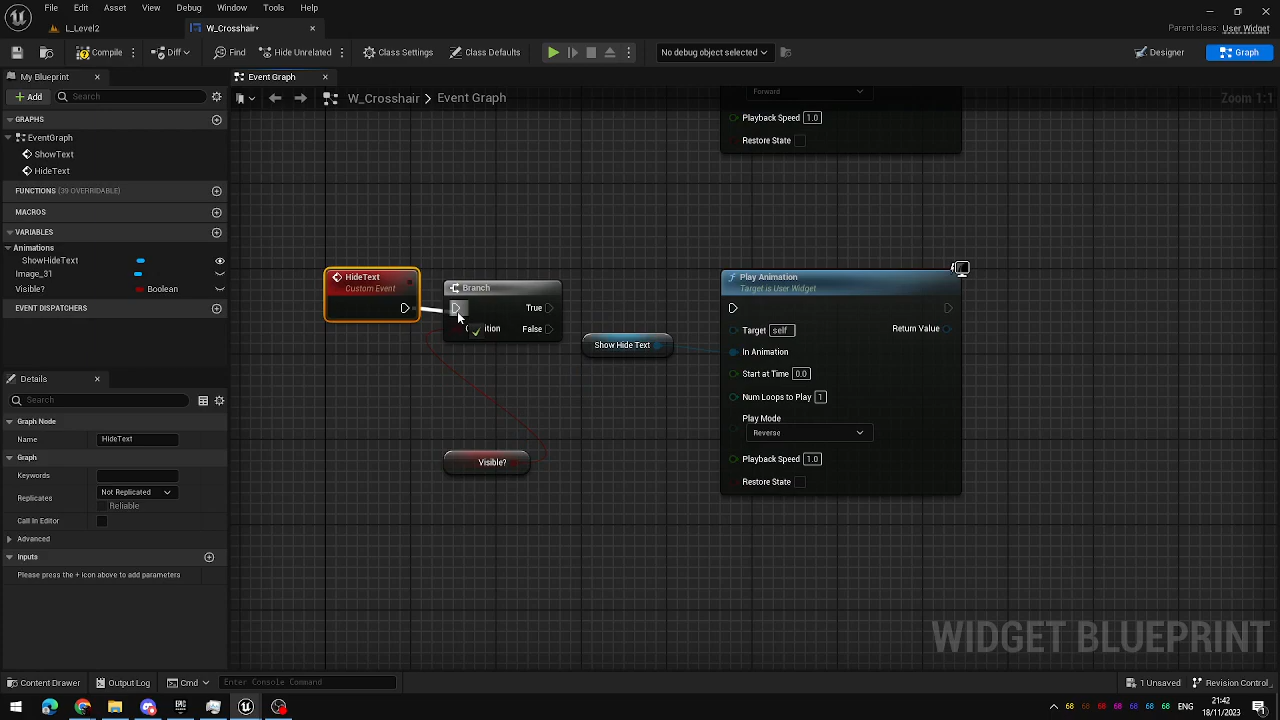 File Edit Asset View Debug Window Tools Help
L_Level2
W_Crosshair•
Parent class: User Widget
Compile
Diff
Find
Hide Unrelated
Class Settings
Class Defaults
No debug object selected
Designer
Graph
My Blueprint
Event Graph
Add
Search
W_Crosshair > Event Graph
Zoom 1:1
GRAPHS
EventGraph
ShowText
HideText
FUNCTIONS (39 OVERRIDABLE)
MACROS
VARIABLES
Animations
ShowHideText
Image_31
Visible? Boolean
EVENT DISPATCHERS
Forward
Playback Speed 1.0
Restore State
HideText
Custom Event
Branch
True
False
Show Hide Text
Visible?
Play Animation
Target is User Widget
Target self
Return Value
In Animation
Start at Time 0.0
Num Loops to Play 1
Play Mode
Reverse
Playback Speed 1.0
Restore State
Details
Search
Graph Node
Name HideText
Graph
Keywords
Replicates Not Replicated
Reliable
Call In Editor
Advanced
Inputs
Please press the + icon above to add parameters
WIDGET BLUEPRINT
Content Drawer
Output Log
Cmd
Enter Console Command
1 Unsaved
Revision Control
68 68 68 68 68 68
ENG
21:42
18/11/2023